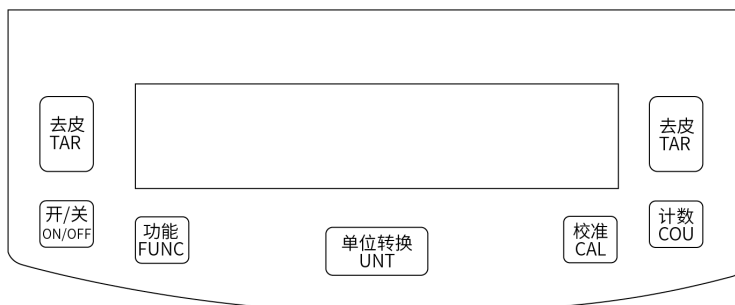 去皮
TAR
去皮
TAR
开/关
ON/OFF
功能
FUNC
单位转换
UNT
校准
CAL
计数
COU